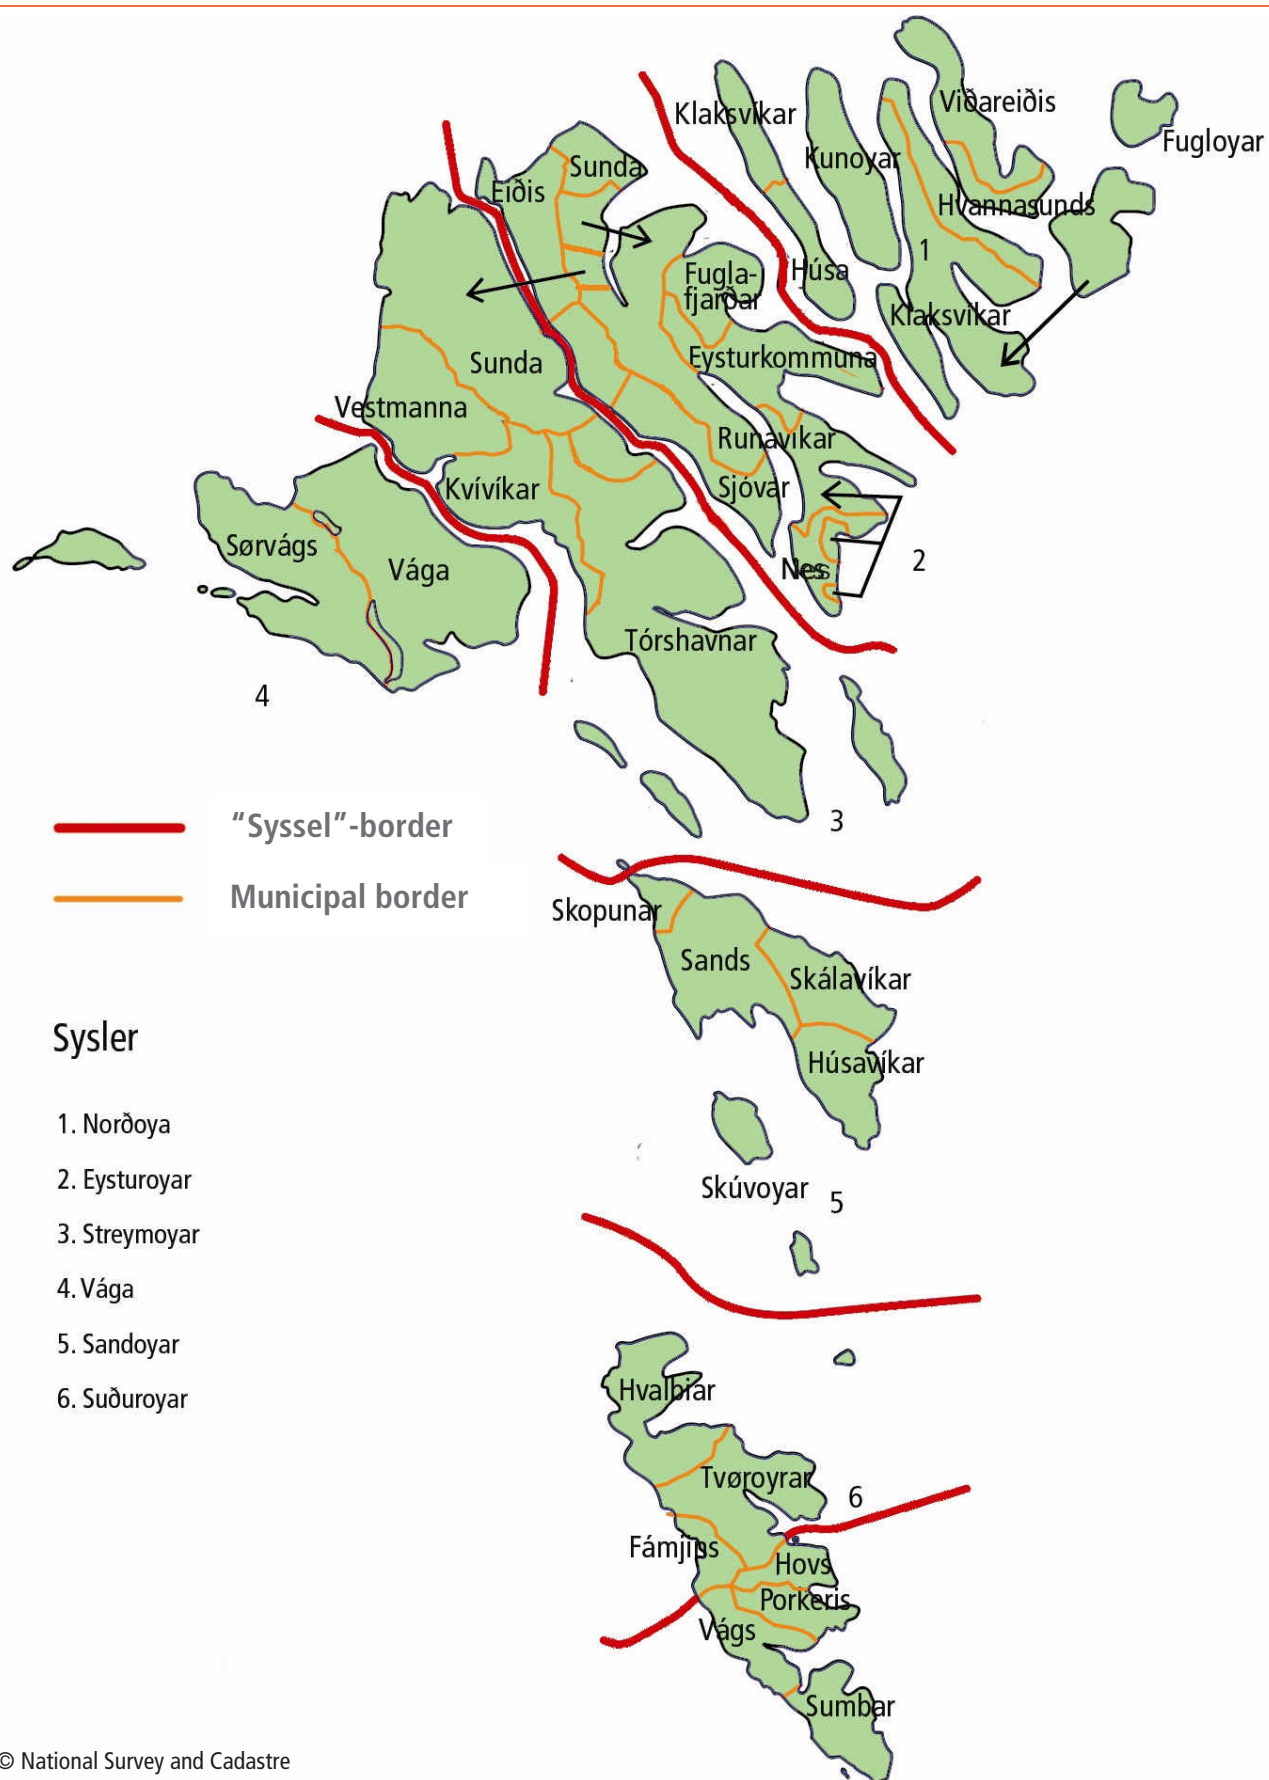 Viðareiðis
Klaksvíkar
Fugloyar
Kunoyar
Sunda
Eiðis
Hvannasunds
1
Húsa
Fugla-
fjarðar
Klaksvíkar
Eysturkommuna
Sunda
Vestmanna
Runavíkar
Sjóvar
Kvívíkar
Sørvágs
Vága
2
Nes
Tórshavnar
4
3
“Syssel”-border
Municipal border
Skopunar
Sands
Skálavíkar
Húsavíkar
Skúvoyar
5
Sysler
1. Norðoya
2. Eysturoyar
3. Streymoyar
4. Vága
5. Sandoyar
6. Suðuroyar
Hvalbiar
Tvøroyrar
6
Fámjins
Hovs
Porkeris
Vágs
Sumbar
© National Survey and Cadastre